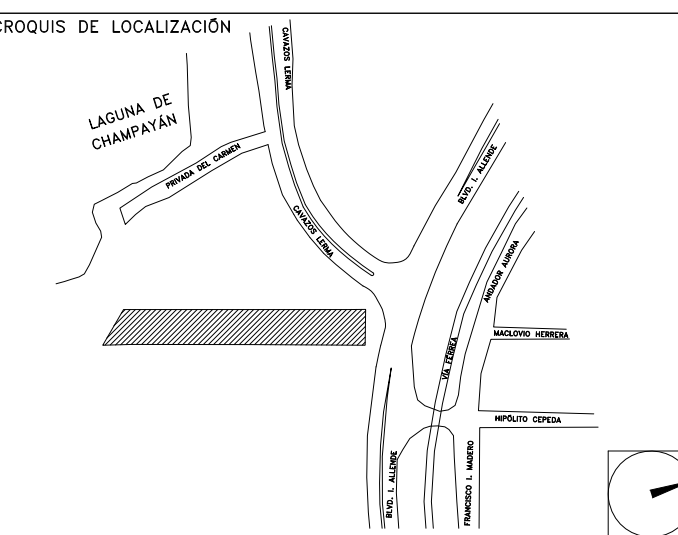 CROQUIS DE LOCALIZACIÓN
CAVAZOS LERMA
LAGUNA DE
CHAMPAYÁN
PRIVADA DEL CARMEN
CAVAZOS LERMA
BLVD. I. ALLENDE
ANDADOR AURORA
MACLOVIO HERRERA
VIA FÉRREA
HIPÓLITO CEPEDA
BLVD. I. ALLENDE
FRANCISCO I. MADERO